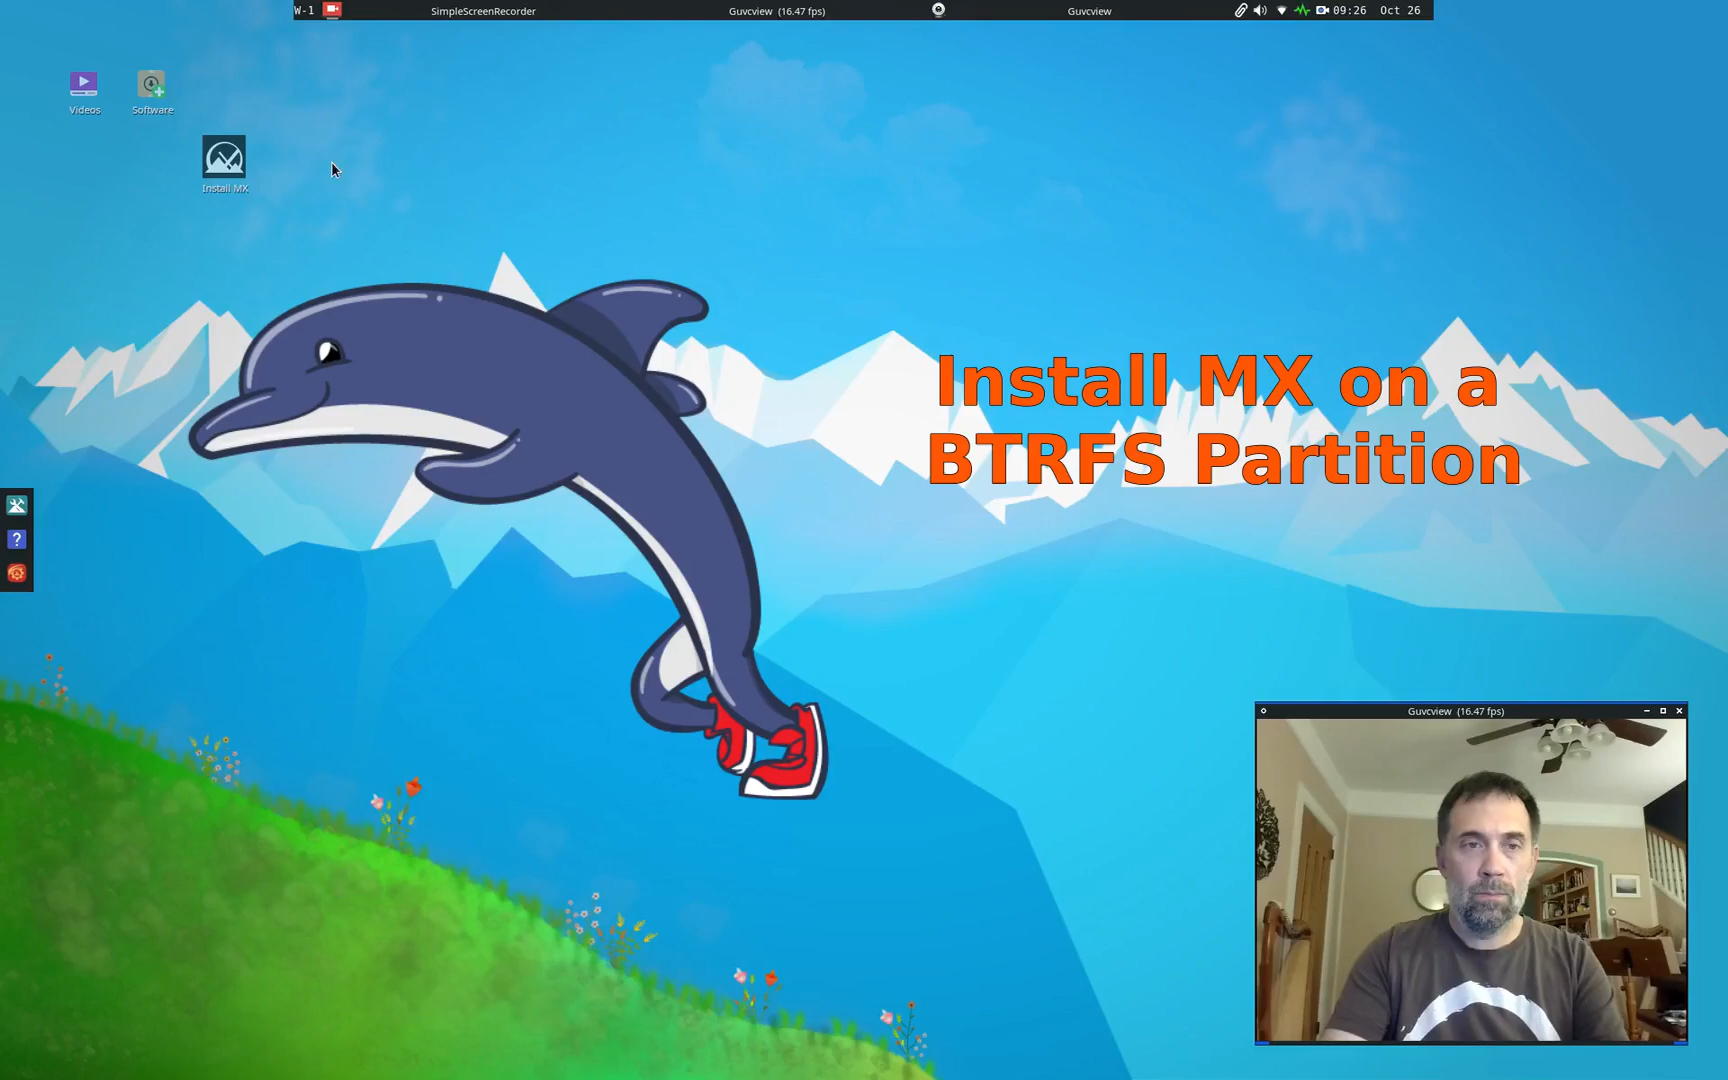 W-1 SimpleScreenRecorder Guvcview (16.47 fps) Guvcview 09:26 Oct 26
Videos Software
Install MX
Install MX on a
BTRFS Partition
?
Guvcview (16.47 fps)